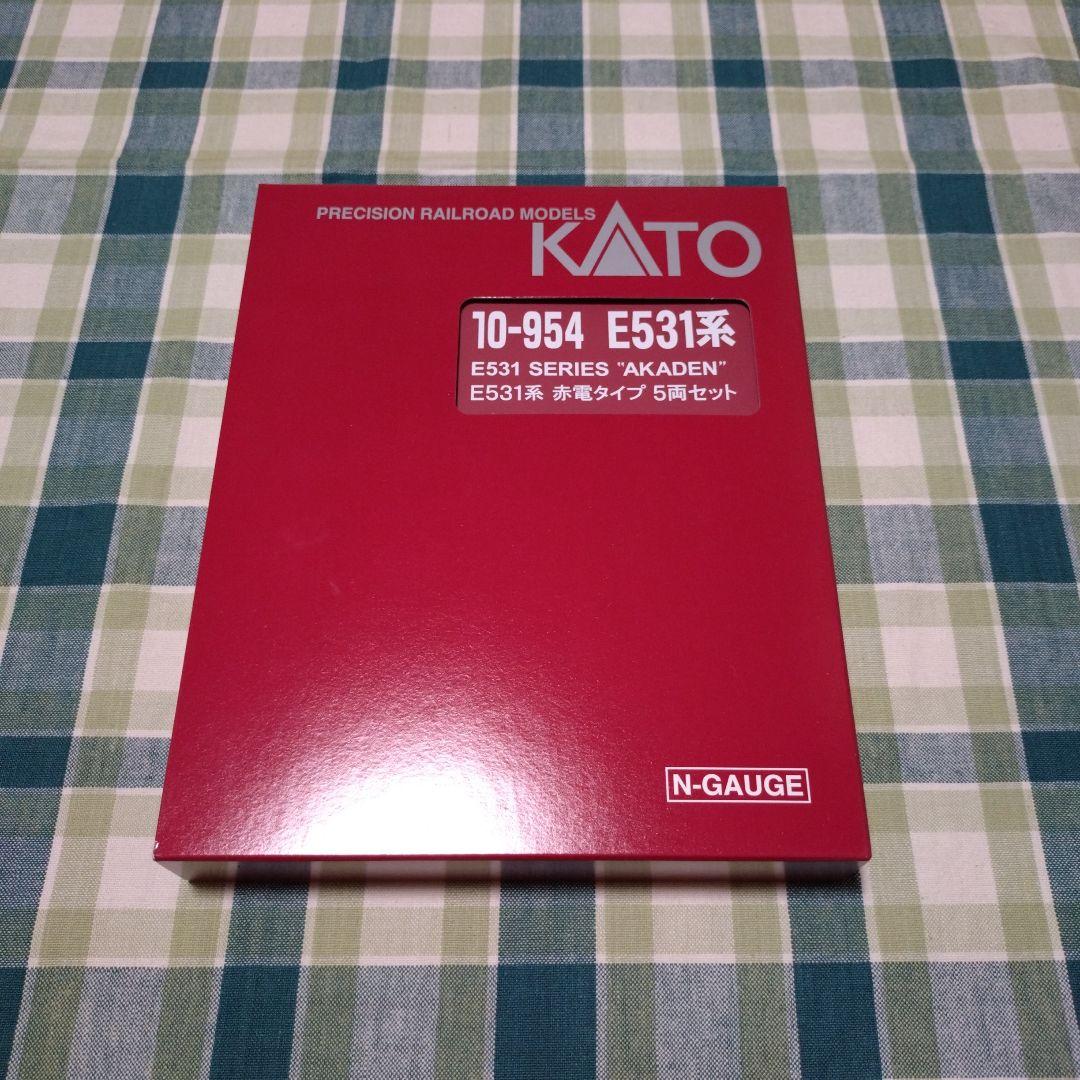 PRECISION RAILROAD MODELS
KATO
10-954 E531系
E531 SERIES "AKADEN"
E531系 赤電タイプ 5両セット
N-GAUGE